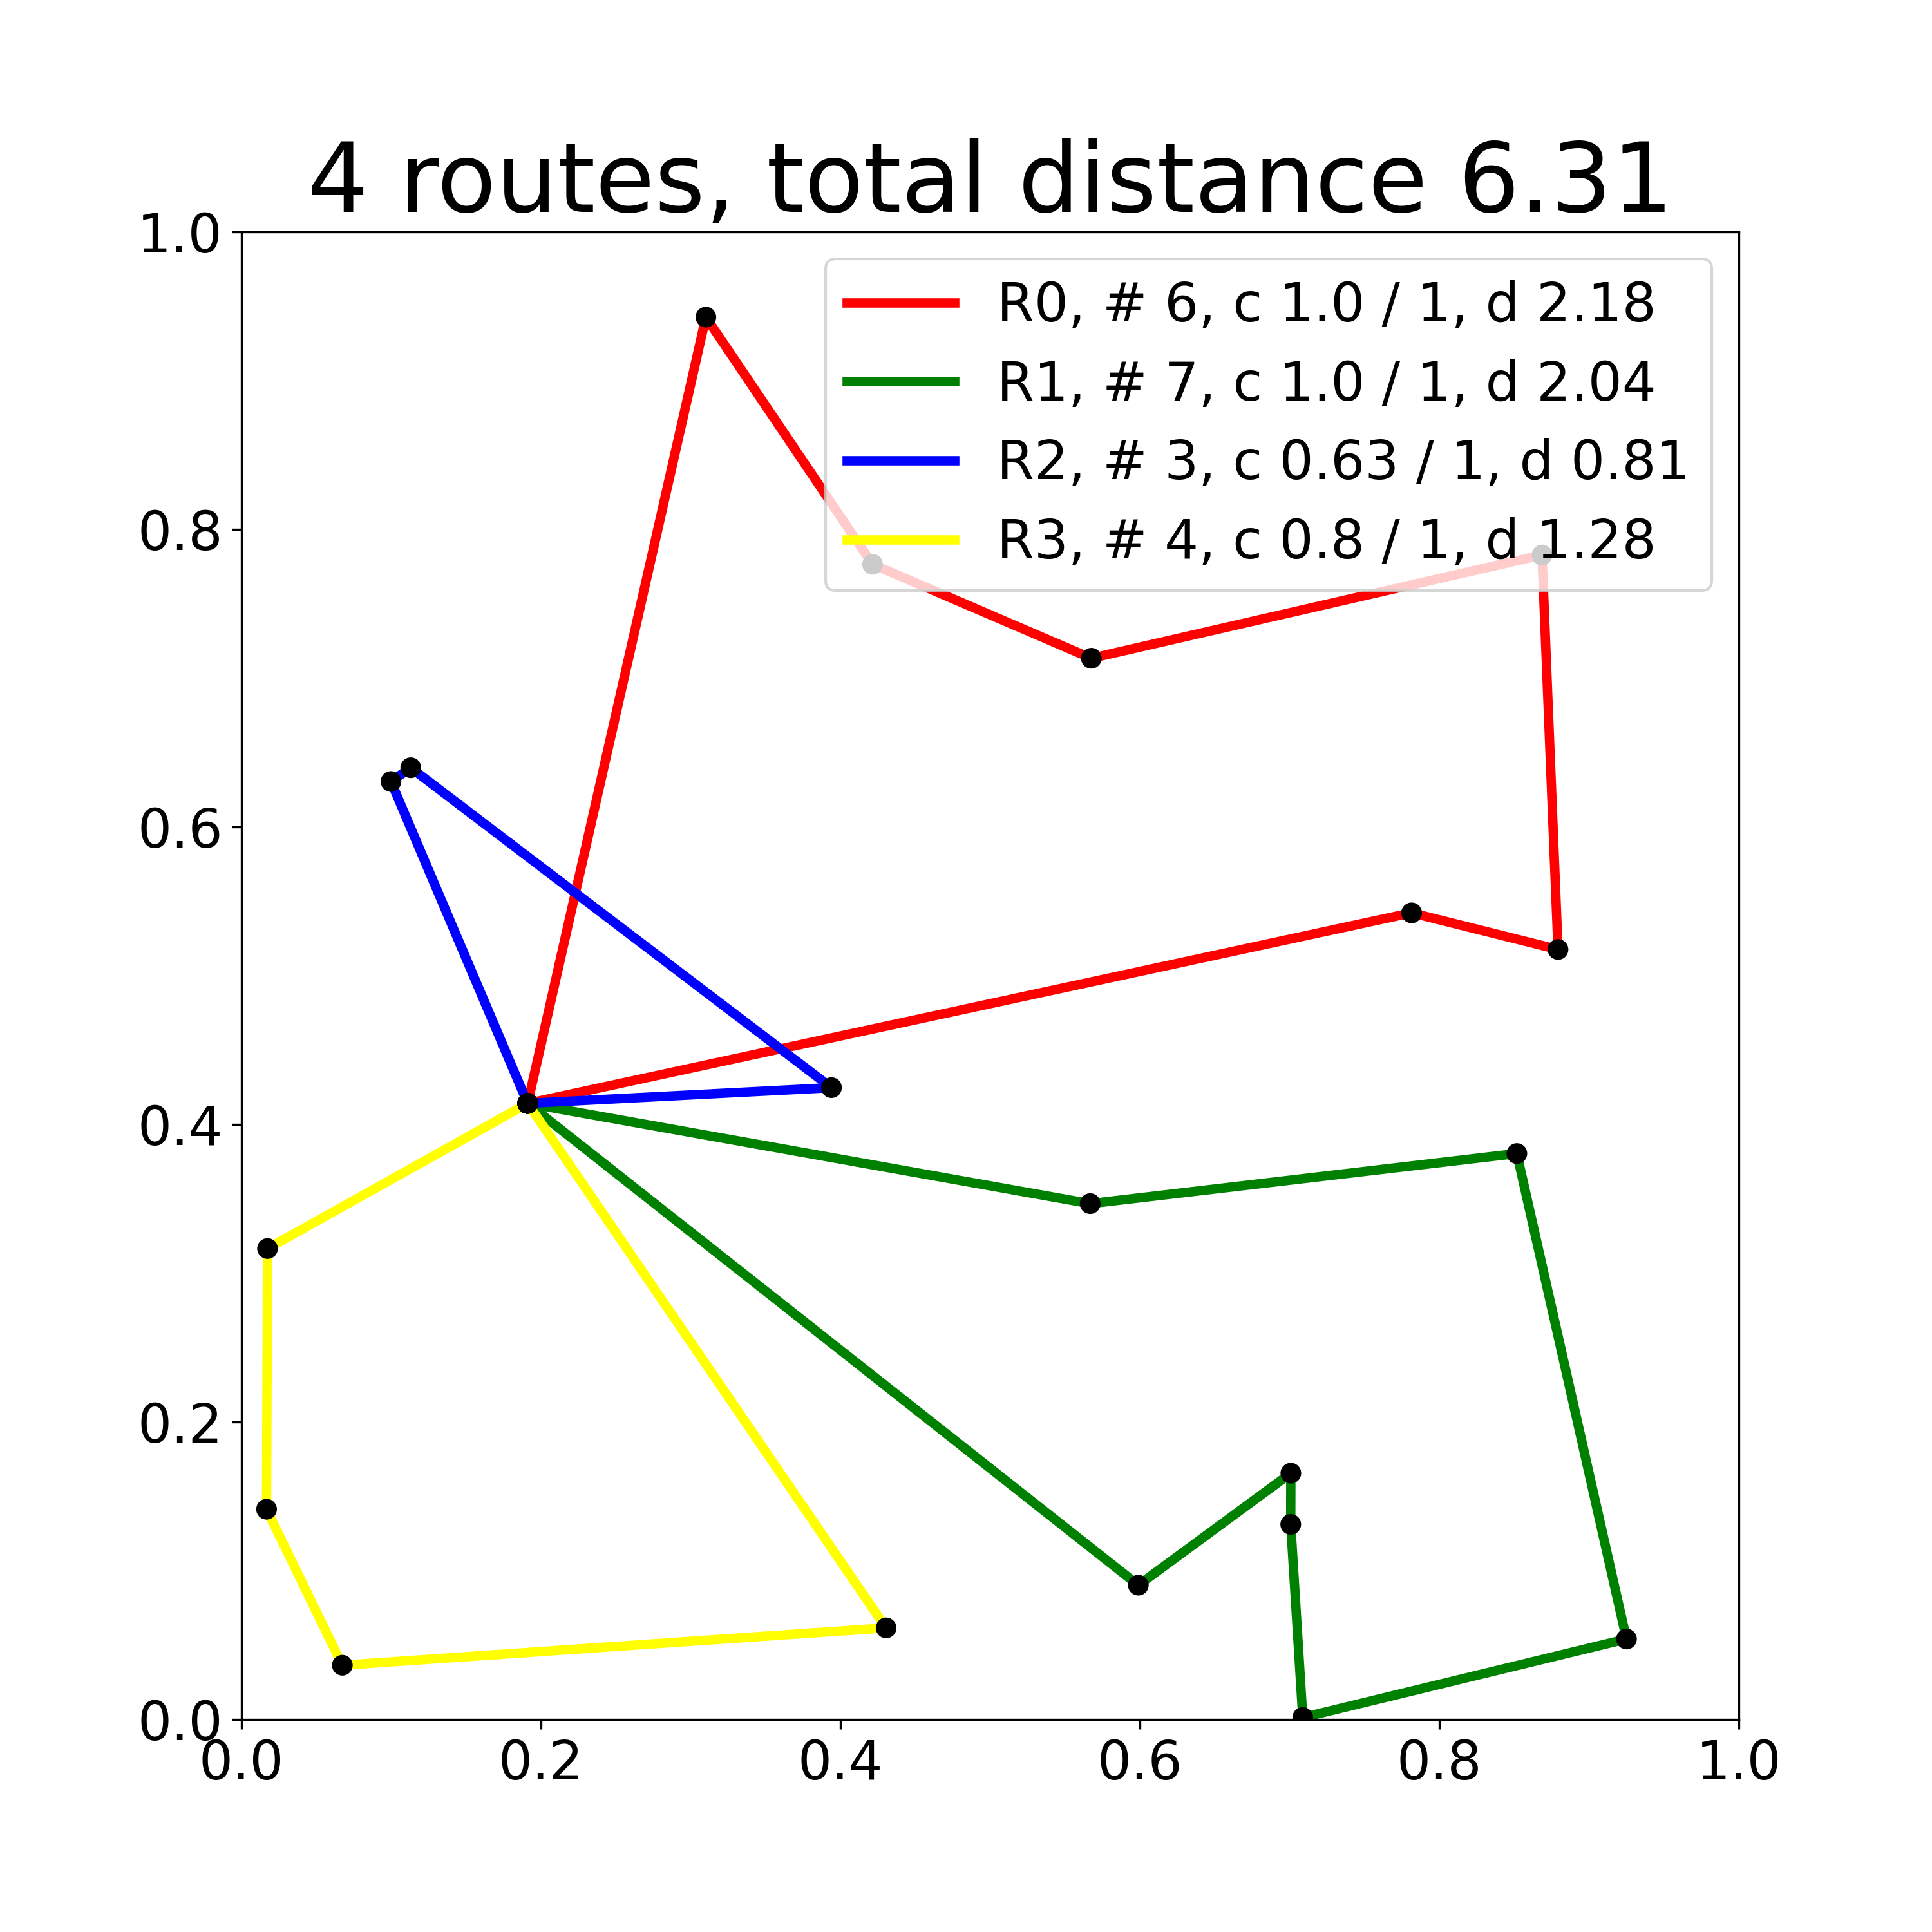 4 routes, total distance 6.31
R0, # 6, c 1.0 / 1, d 2.18
R1, # 7, c 1.0 / 1, d 2.04
R2, # 3, c 0.63 / 1, d 0.81
R3, # 4, c 0.8 / 1, d 1.28
1.0
0.8
0.6
0.4
0.2
0.0
0.0 0.2 0.4 0.6 0.8 1.0